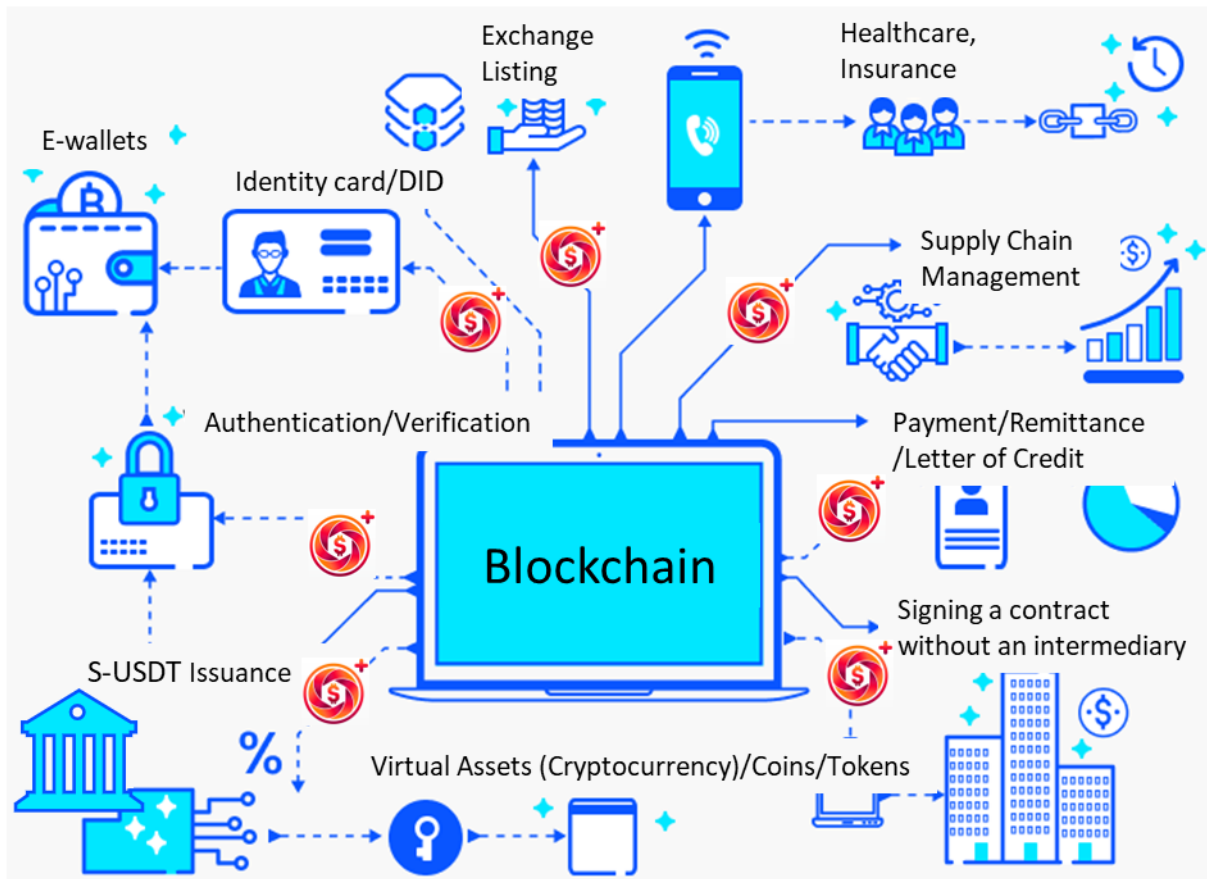 Exchange
Listing
Healthcare,
Insurance
E-wallets
Identity card/DID
Supply Chain
Management
Authentication/Verification
Payment/Remittance
/Letter of Credit
Blockchain
Signing a contract
without an intermediary
S-USDT Issuance
%
Virtual Assets (Cryptocurrency)/Coins/Tokens